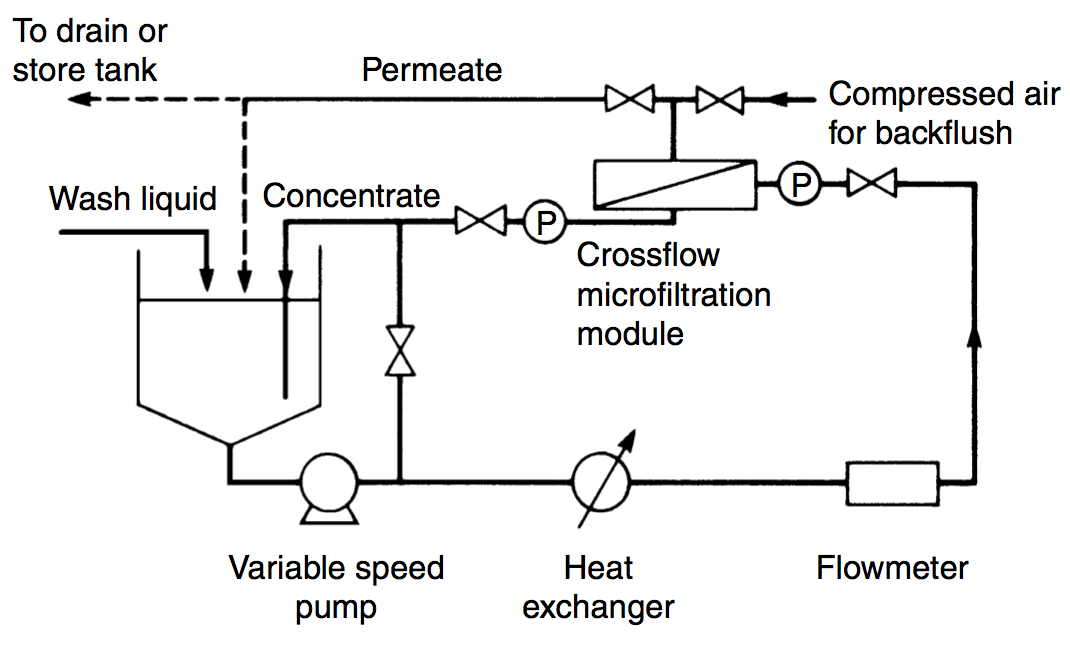 To drain or
store tank
Permeate
Compressed air
for backflush
Wash liquid
Concentrate
P
P
Crossflow
microfiltration
module
Variable speed
pump
Heat
exchanger
Flowmeter